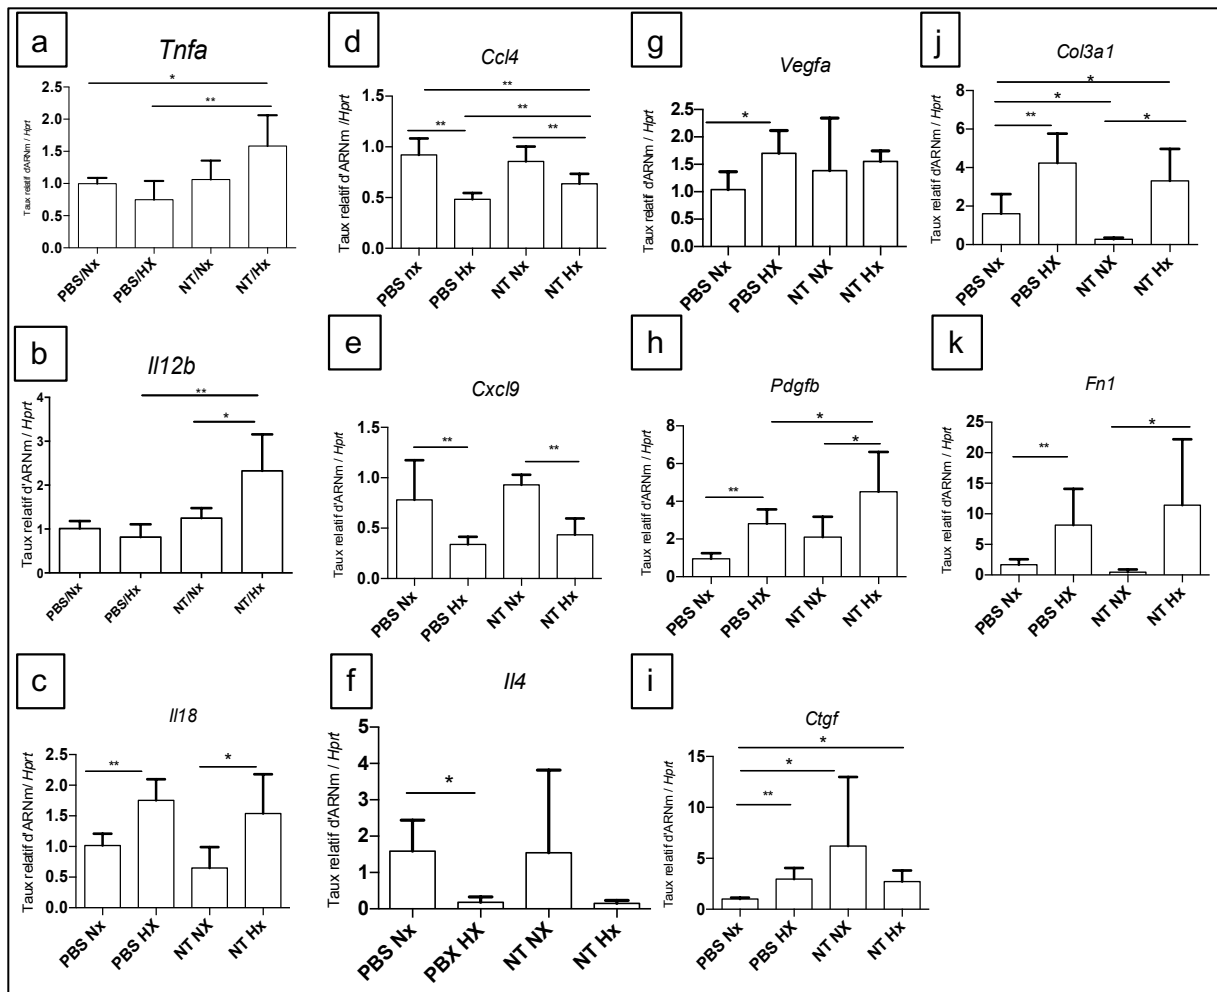 a
Tnfa
Taux relatif d'ARNm / Hprt
2.5
2.0
1.5
1.0
0.5
0.0
*
**
PBS/Nx
PBS/HX
NT/Nx
NT/Hx
d
Ccl4
Taux relatif d'ARNm /Hprt
1.5
1.0
0.5
0.0
**
**
**
**
PBS nx
PBS Hx
NT Nx
NT Hx
g
Vegfa
Taux relatif d'ARNm / Hprt
2.5
2.0
1.5
1.0
0.5
0.0
*
PBS Nx
PBS HX
NT NX
NT Hx
j
Col3a1
Taux relatif d'ARNm / Hprt
8
6
4
2
0
*
*
**
*
PBS Nx
PBS HX
NT NX
NT Hx
b
Il12b
Taux relatif d'ARNm / Hprt
4
3
2
1
0
**
*
PBS/Nx
PBS/Hx
NT/Nx
NT/Hx
e
Cxcl9
Taux relatif d'ARNm / Hprt
1.5
1.0
0.5
0.0
**
**
PBS Nx
PBS Hx
NT Nx
NT Hx
h
Pdgfb
Taux relatif d'ARNm / Hprt
8
6
4
2
0
*
*
**
PBS Nx
PBS HX
NT NX
NT Hx
k
Fn1
Taux relatif d'ARNm / Hprt
25
20
15
10
5
0
*
**
PBS Nx
PBS HX
NT NX
NT Hx
c
Il18
Taux relatif d'ARNm/ Hprt
2.5
2.0
1.5
1.0
0.5
0.0
**
*
PBS Nx
PBS HX
NT NX
NT Hx
f
Il4
Taux relatif d'ARNm / Hprt
5
4
3
2
1
0
*
PBS Nx
PBX HX
NT NX
NT Hx
i
Ctgf
Taux relatif d'ARNm / Hprt
15
10
5
0
*
*
**
PBS Nx
PBS HX
NT NX
NT Hx